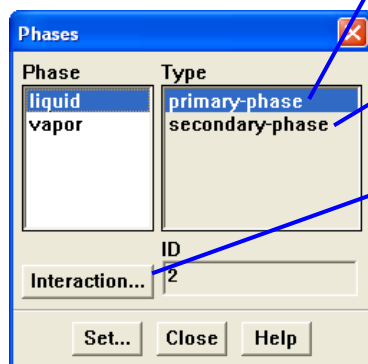 Phases
Phase Type
liquid primary-phase
vapor secondary-phase
ID
Interaction... 2
Set... Close Help